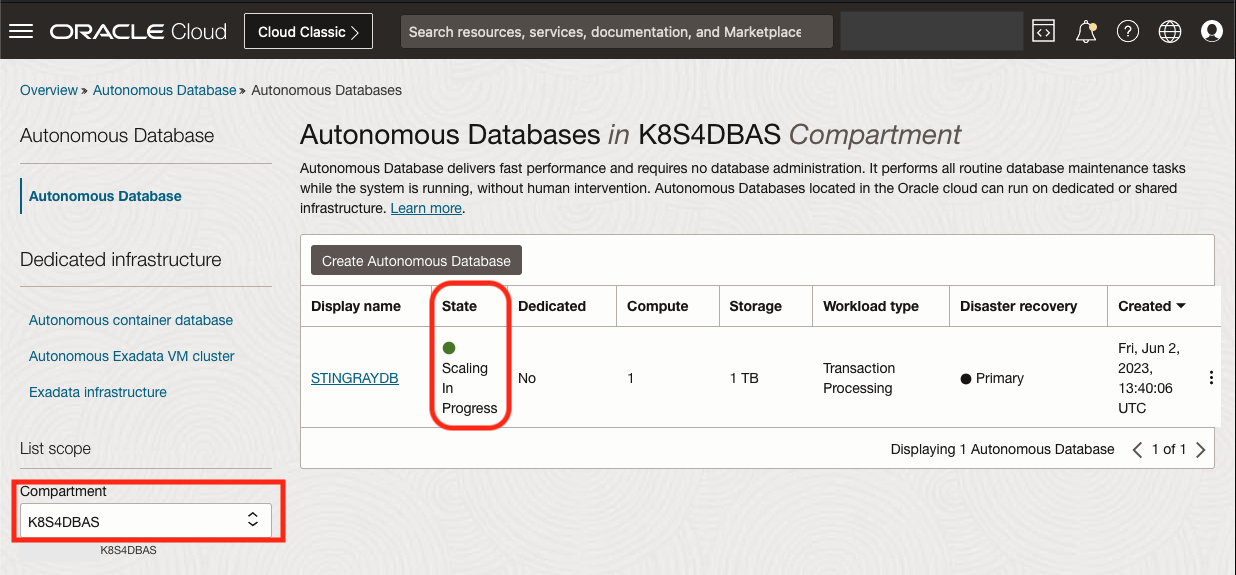 ORACLE Cloud
Cloud Classic >
Search resources, services, documentation, and Marketplace
Overview » Autonomous Database » Autonomous Databases
Autonomous Database
Autonomous Database
Dedicated infrastructure
Autonomous container database
Autonomous Exadata VM cluster
Exadata infrastructure
List scope
Compartment
K8S4DBAS
K8S4DBAS
Autonomous Databases in K8S4DBAS Compartment
Autonomous Database delivers fast performance and requires no database administration. It performs all routine database maintenance tasks
while the system is running, without human intervention. Autonomous Databases located in the Oracle cloud can run on dedicated or shared
infrastructure. Learn more.
Create Autonomous Database
Display name State Dedicated Compute Storage Workload type Disaster recovery Created
STINGRAYDB
Scaling
In
Progress
No
1
1 TB
Transaction
Processing
Primary
Fri, Jun 2,
2023,
13:40:06
UTC
Displaying 1 Autonomous Database < 1 of 1 >